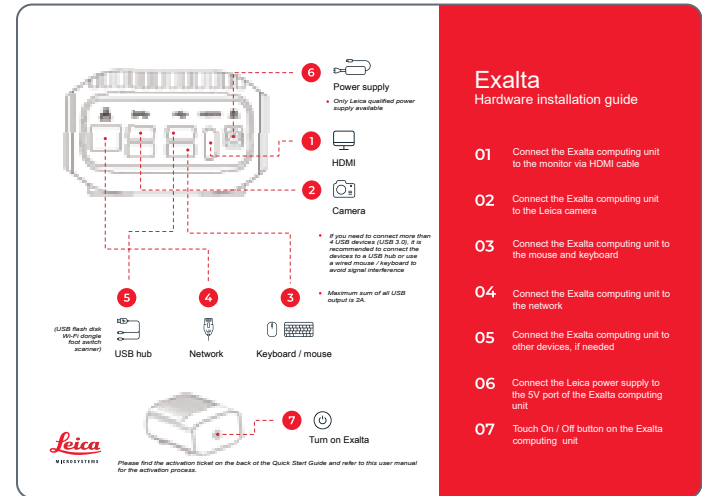 6
Power supply
• Only Leica qualified power
supply available
1
HDMI
2
Camera
• If you need to connect more than
4 USB devices (USB 3.0), it is
recommended to connect the
devices to a USB hub or use
a wired mouse / keyboard to
avoid signal interference
• Maximum sum of all USB
output is 2A.
5
4
3
(USB flash disk
Wi-Fi dongle
foot switch
scanner)
USB hub
Network
Keyboard / mouse
7
Turn on Exalta
Leica
MICROSYSTEMS
Please find the activation ticket on the back ot the Quick Start Guide and refer to this user manual
for the activation process.
Exalta
Hardware installation guide
01 Connect the Exalta computing unit
to the monitor via HDMI cable
02 Connect the Exalta computing unit
to the Leica camera
03 Connect the Exalta computing unit to
the mouse and keyboard
04 Connect the Exalta computing unit to
the network
05 Connect the Exalta computing unit to
other devices, if needed
06 Connect the Leica power supply to
the 5V port of the Exalta computing
unit
07 Touch On / Off button on the Exalta
computing unit